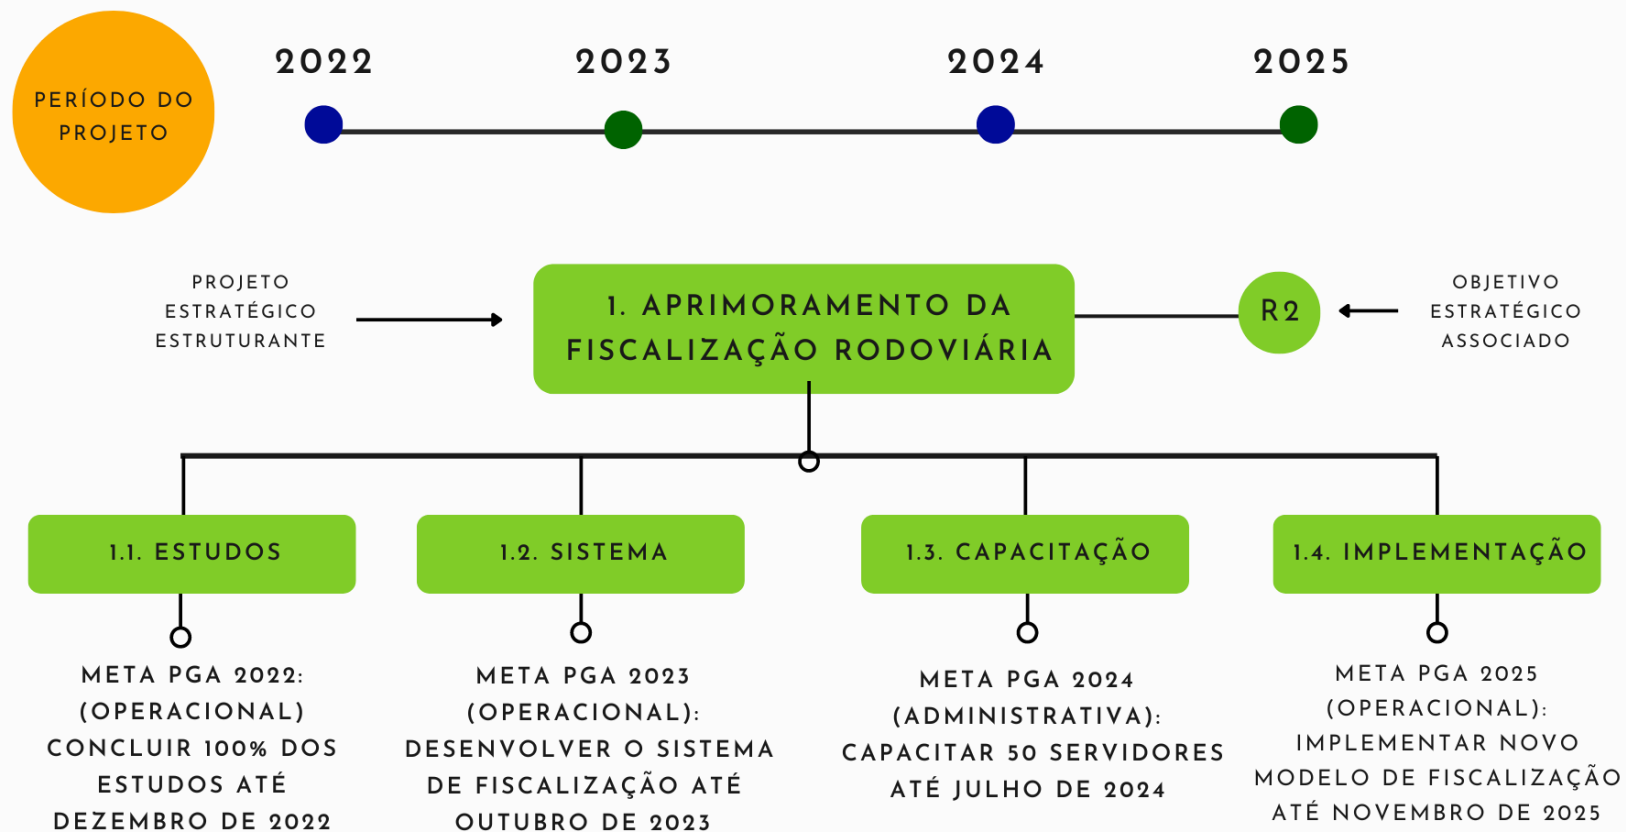 PERÍODO DO
PROJETO
2022
2023
2024
2025
PROJETO
ESTRATÉGICO
ESTRUTURANTE
1. APRIMORAMENTO DA
FISCALIZAÇÃO RODOVIÁRIA
R2
OBJETIVO
ESTRATÉGICO
ASSOCIADO
1.1. ESTUDOS
META PGA 2022:
(OPERACIONAL)
CONCLUIR 100% DOS
ESTUDOS ATÉ
DEZEMBRO DE 2022
1.2. SISTEMA
META PGA 2023
(OPERACIONAL):
DESENVOLVER O SISTEMA
DE FISCALIZAÇÃO ATÉ
OUTUBRO DE 2023
1.3. CAPACITAÇÃO
META PGA 2024
(ADMINISTRATIVA):
CAPACITAR 50 SERVIDORES
ATÉ JULHO DE 2024
1.4. IMPLEMENTAÇÃO
META PGA 2025
(OPERACIONAL):
IMPLEMENTAR NOVO
MODELO DE FISCALIZAÇÃO
ATÉ NOVEMBRO DE 2025